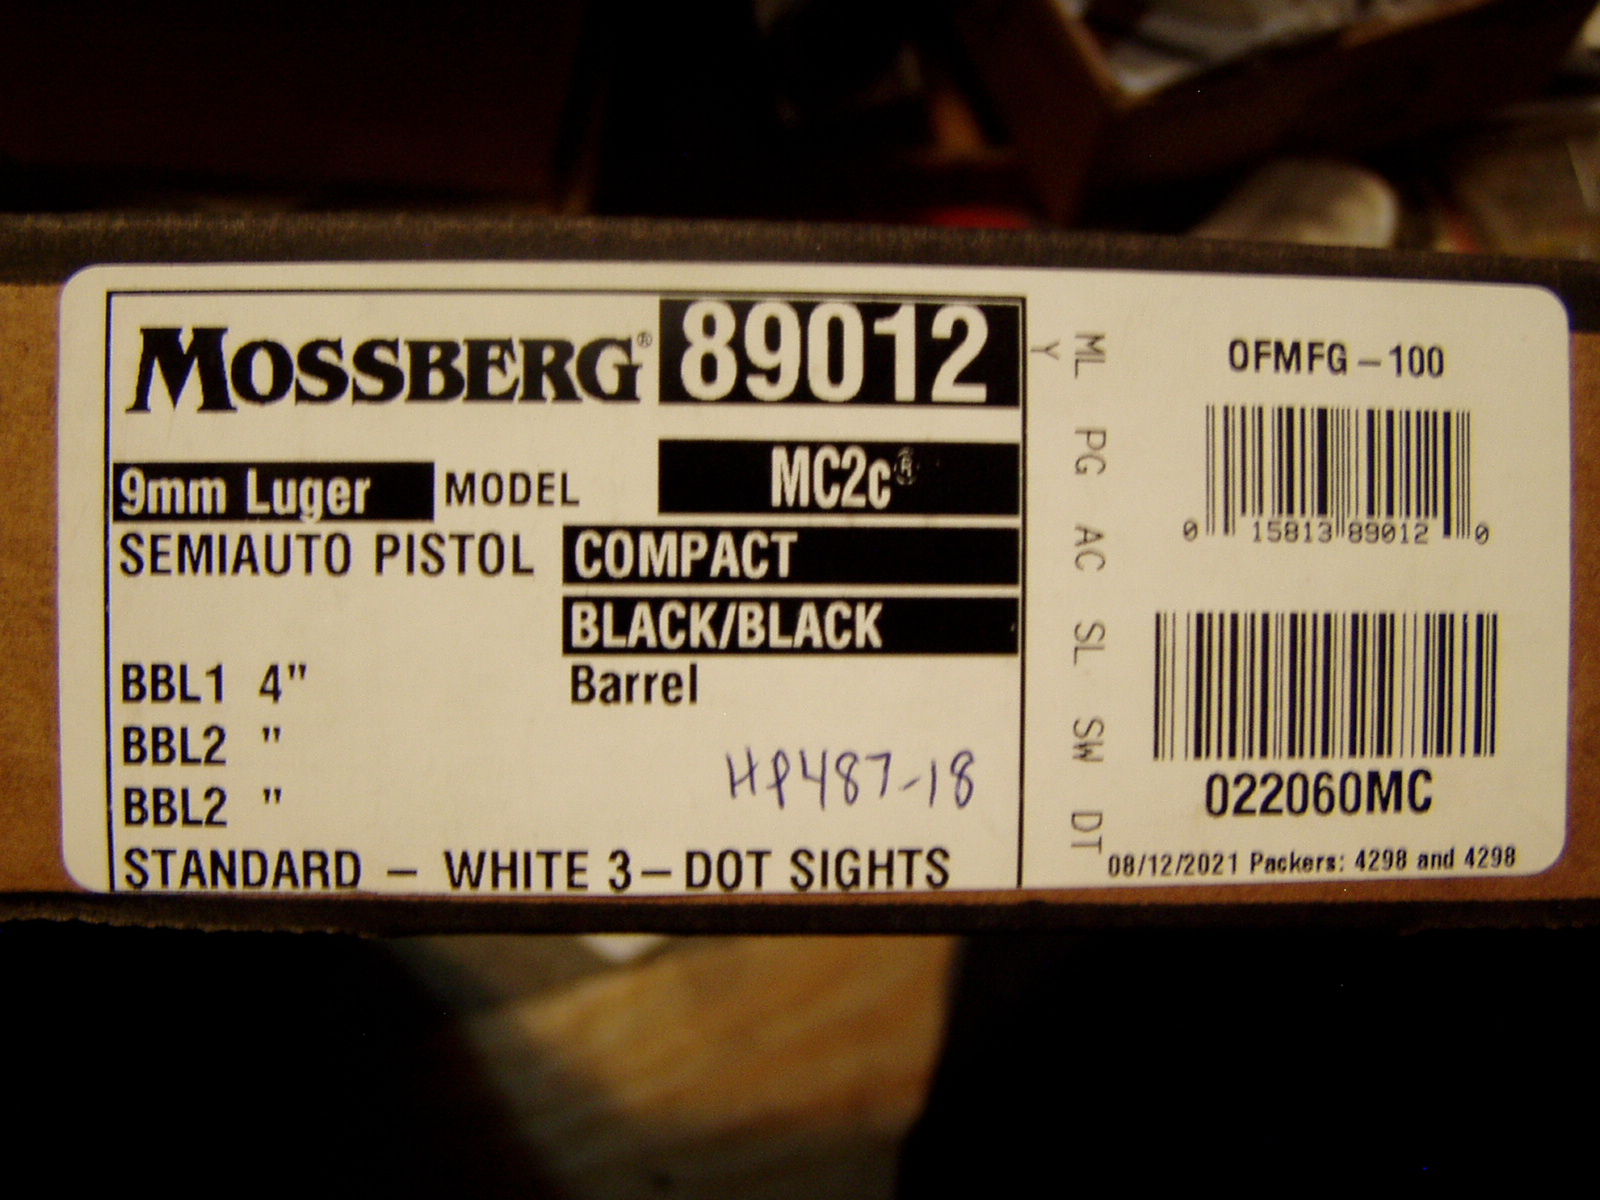 MOSSBERG® 89012
9mm Luger MODEL MC2c®
SEMIAUTO PISTOL COMPACT
BLACK/BLACK
BBL1 4" Barrel
BBL2 "
HP487-18
BBL2 "
STANDARD – WHITE 3–DOT SIGHTS
Y
ML PG AC SL SW DT
OFMFG – 100
0 15813 89012 0
022060MC
08/12/2021 Packers: 4298 and 4298